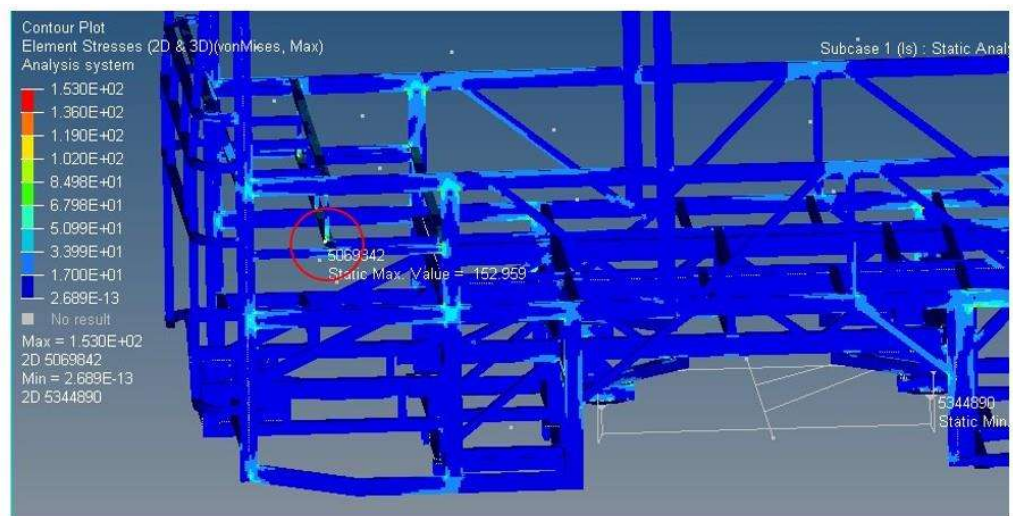 Contour Plot
Element Stresses (2D & 3D)(vonMises, Max)
Analysis system
Subcase 1 (ls) : Static Analy
1.530E+02
1.360E+02
1.190E+02
1.020E+02
8.498E+01
6.798E+01
5.099E+01
3.399E+01
1.700E+01
2.689E-13
No result
Max = 1.530E+02
2D 5069842
Min = 2.689E-13
2D 5344890
5069842
Static Max. Value = 152.959
5344890
Static Min.